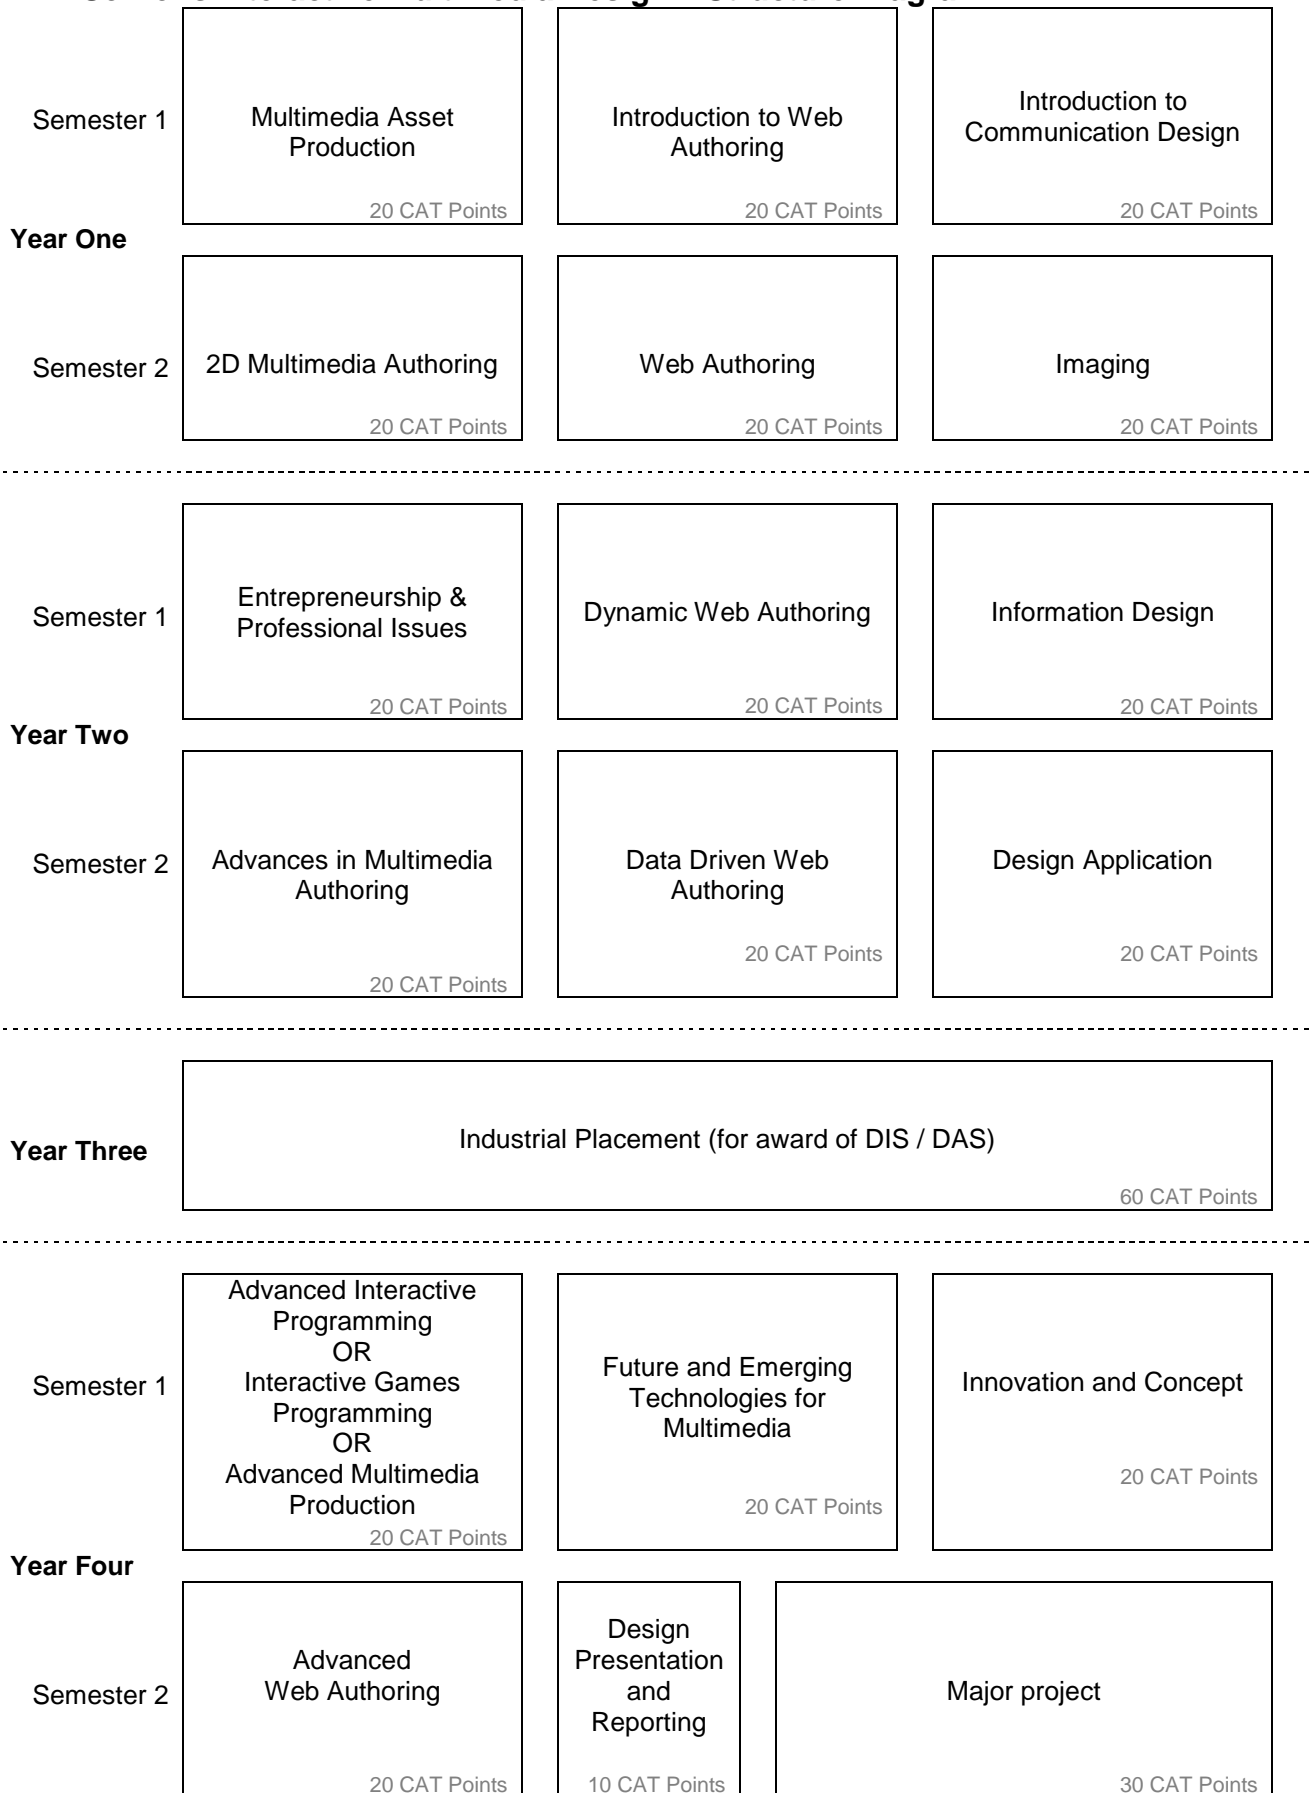 Semester 1
Multimedia Asset
Production
20 CAT Points
Introduction to Web
Authoring
20 CAT Points
Introduction to
Communication Design
20 CAT Points
Year One
Semester 2
2D Multimedia Authoring
20 CAT Points
Web Authoring
20 CAT Points
Imaging
20 CAT Points
Semester 1
Entrepreneurship &
Professional Issues
20 CAT Points
Dynamic Web Authoring
20 CAT Points
Information Design
20 CAT Points
Year Two
Semester 2
Advances in Multimedia
Authoring
20 CAT Points
Data Driven Web
Authoring
20 CAT Points
Design Application
20 CAT Points
Year Three
Industrial Placement (for award of DIS / DAS)
60 CAT Points
Semester 1
Advanced Interactive
Programming
OR
Interactive Games
Programming
OR
Advanced Multimedia
Production
20 CAT Points
Future and Emerging
Technologies for
Multimedia
20 CAT Points
Innovation and Concept
20 CAT Points
Year Four
Semester 2
Advanced
Web Authoring
20 CAT Points
Design
Presentation
and
Reporting
10 CAT Points
Major project
30 CAT Points